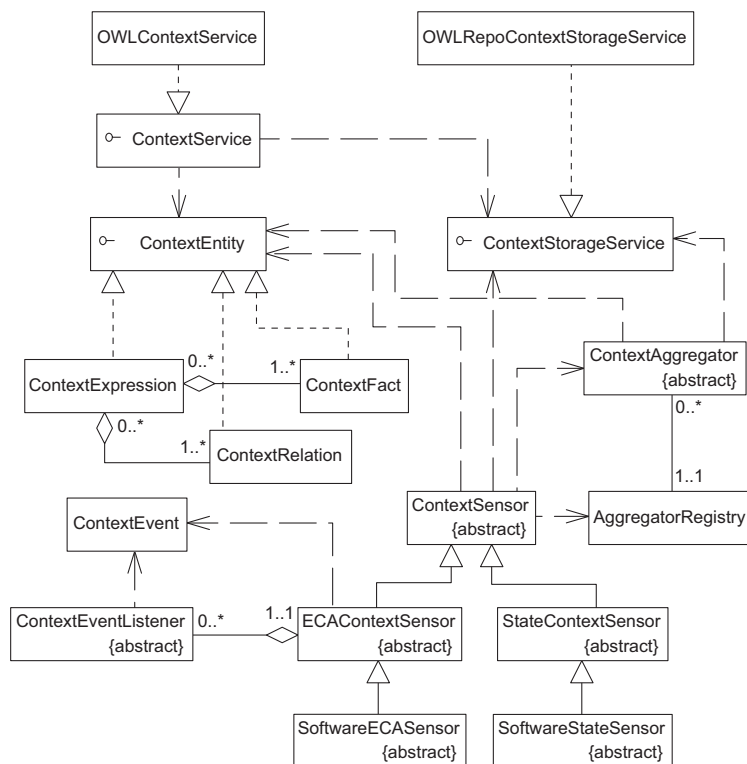 OWLContextService
OWLRepoContextStorageService
ContextService
ContextEntity
ContextStorageService
ContextExpression
0..*
1..*
ContextFact
ContextAggregator
{abstract}
0..*
0..*
1..*
ContextRelation
1..1
ContextEvent
ContextSensor
{abstract}
AggregatorRegistry
ContextEventListener
{abstract}
0..*
1..1
ECAContextSensor
{abstract}
StateContextSensor
{abstract}
SoftwareECASensor
{abstract}
SoftwareStateSensor
{abstract}